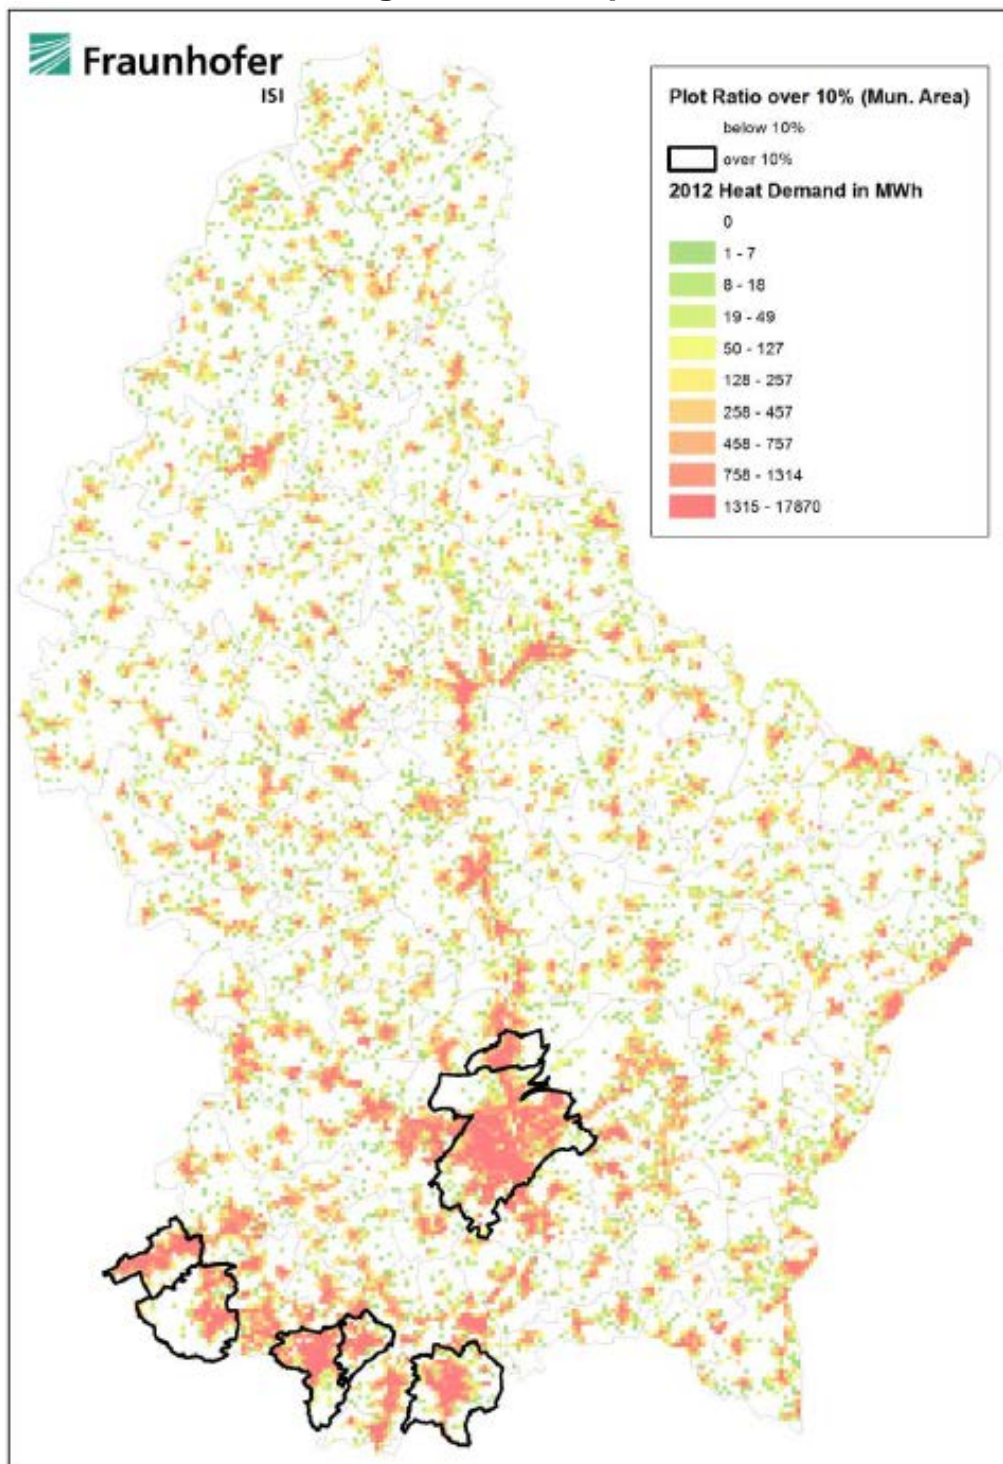 Fraunhofer
ISI
Plot Ratio over 10% (Mun. Area)
below 10%
over 10%
2012 Heat Demand in MWh
0
1 - 7
8 - 18
19 - 49
50 - 127
128 - 257
258 - 457
458 - 757
758 - 1314
1315 - 17870